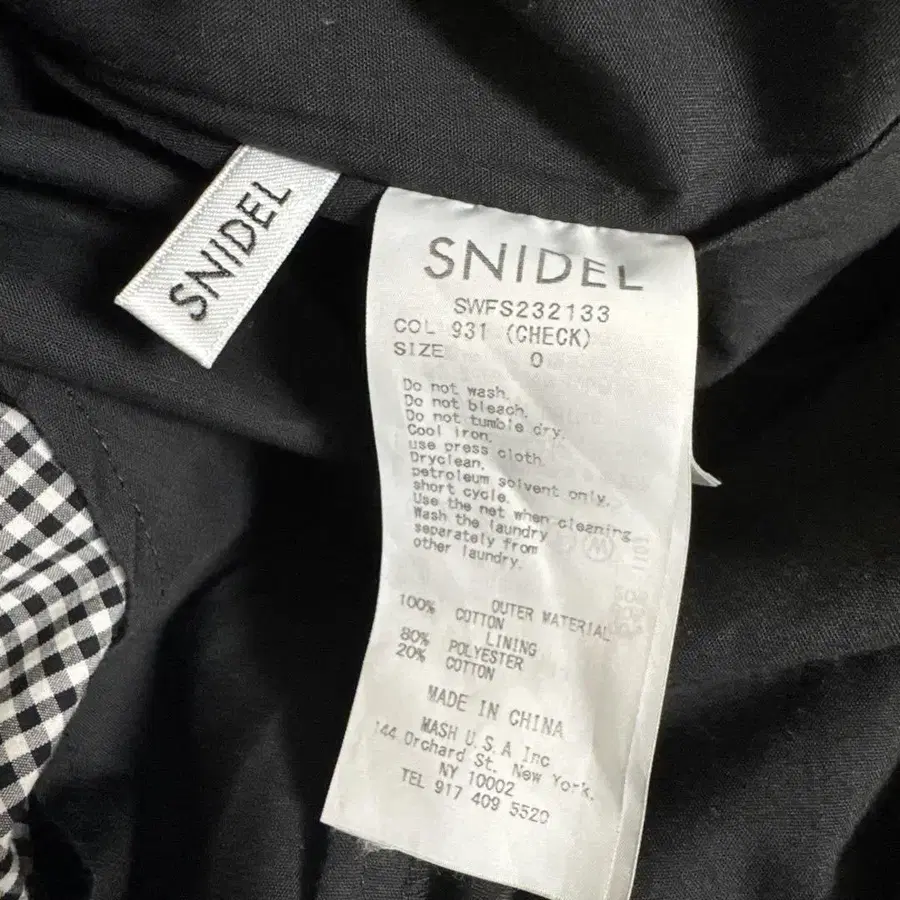 SNIDEL
SNIDEL
SWFS232133
COL 931 (CHECK)
SIZE 0
Do not wash.
Do not bleach.
Do not tumble dry.
Cool iron.
use press cloth.
Dryclean.
petroleum solvent only.
short cycle.
Use the net when cleaning
Wash the laundry
separately from
other laundry.
OUTER MATERIAL
100% COTTON
LINING
80% POLYESTER
20% COTTON
MADE IN CHINA
MASH U.S.A Inc
144 Orchard St. New York.
NY 10002
TEL 917 409 5520